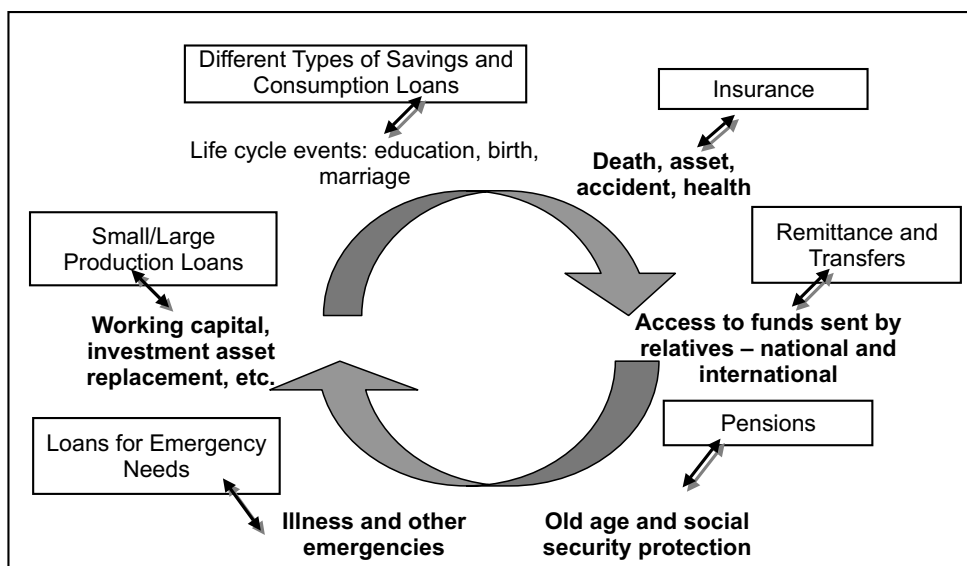 Different Types of Savings and
Consumption Loans
Life cycle events: education, birth,
marriage
Insurance
Death, asset,
accident, health
Remittance and
Transfers
Access to funds sent by
relatives – national and
international
Pensions
Old age and social
security protection
Illness and other
emergencies
Loans for Emergency
Needs
Working capital,
investment asset
replacement, etc.
Small/Large
Production Loans